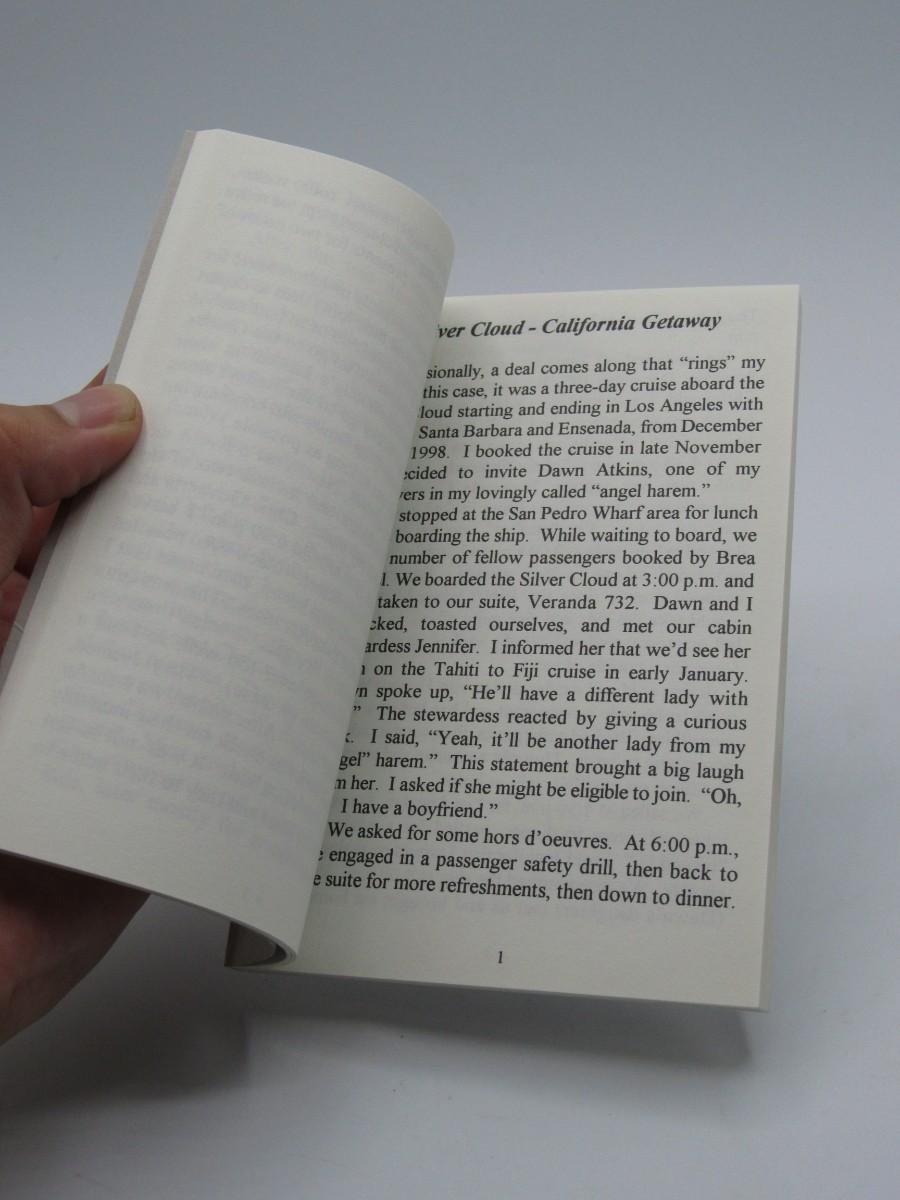 ver Cloud - California Getaway
sionally, a deal comes along that “rings” my
this case, it was a three-day cruise aboard the
loud starting and ending in Los Angeles with
Santa Barbara and Ensenada, from December
1998. I booked the cruise in late November
ecided to invite Dawn Atkins, one of my
vers in my lovingly called “angel harem.”
stopped at the San Pedro Wharf area for lunch
boarding the ship. While waiting to board, we
number of fellow passengers booked by Brea
l. We boarded the Silver Cloud at 3:00 p.m. and
taken to our suite, Veranda 732. Dawn and I
cked, toasted ourselves, and met our cabin
ardess Jennifer. I informed her that we’d see her
on the Tahiti to Fiji cruise in early January.
n spoke up, “He’ll have a different lady with
” The stewardess reacted by giving a curious
k. I said, “Yeah, it’ll be another lady from my
gel” harem.” This statement brought a big laugh
m her. I asked if she might be eligible to join. “Oh,
I have a boyfriend.”
We asked for some hors d’oeuvres. At 6:00 p.m.,
e engaged in a passenger safety drill, then back to
e suite for more refreshments, then down to dinner.
1